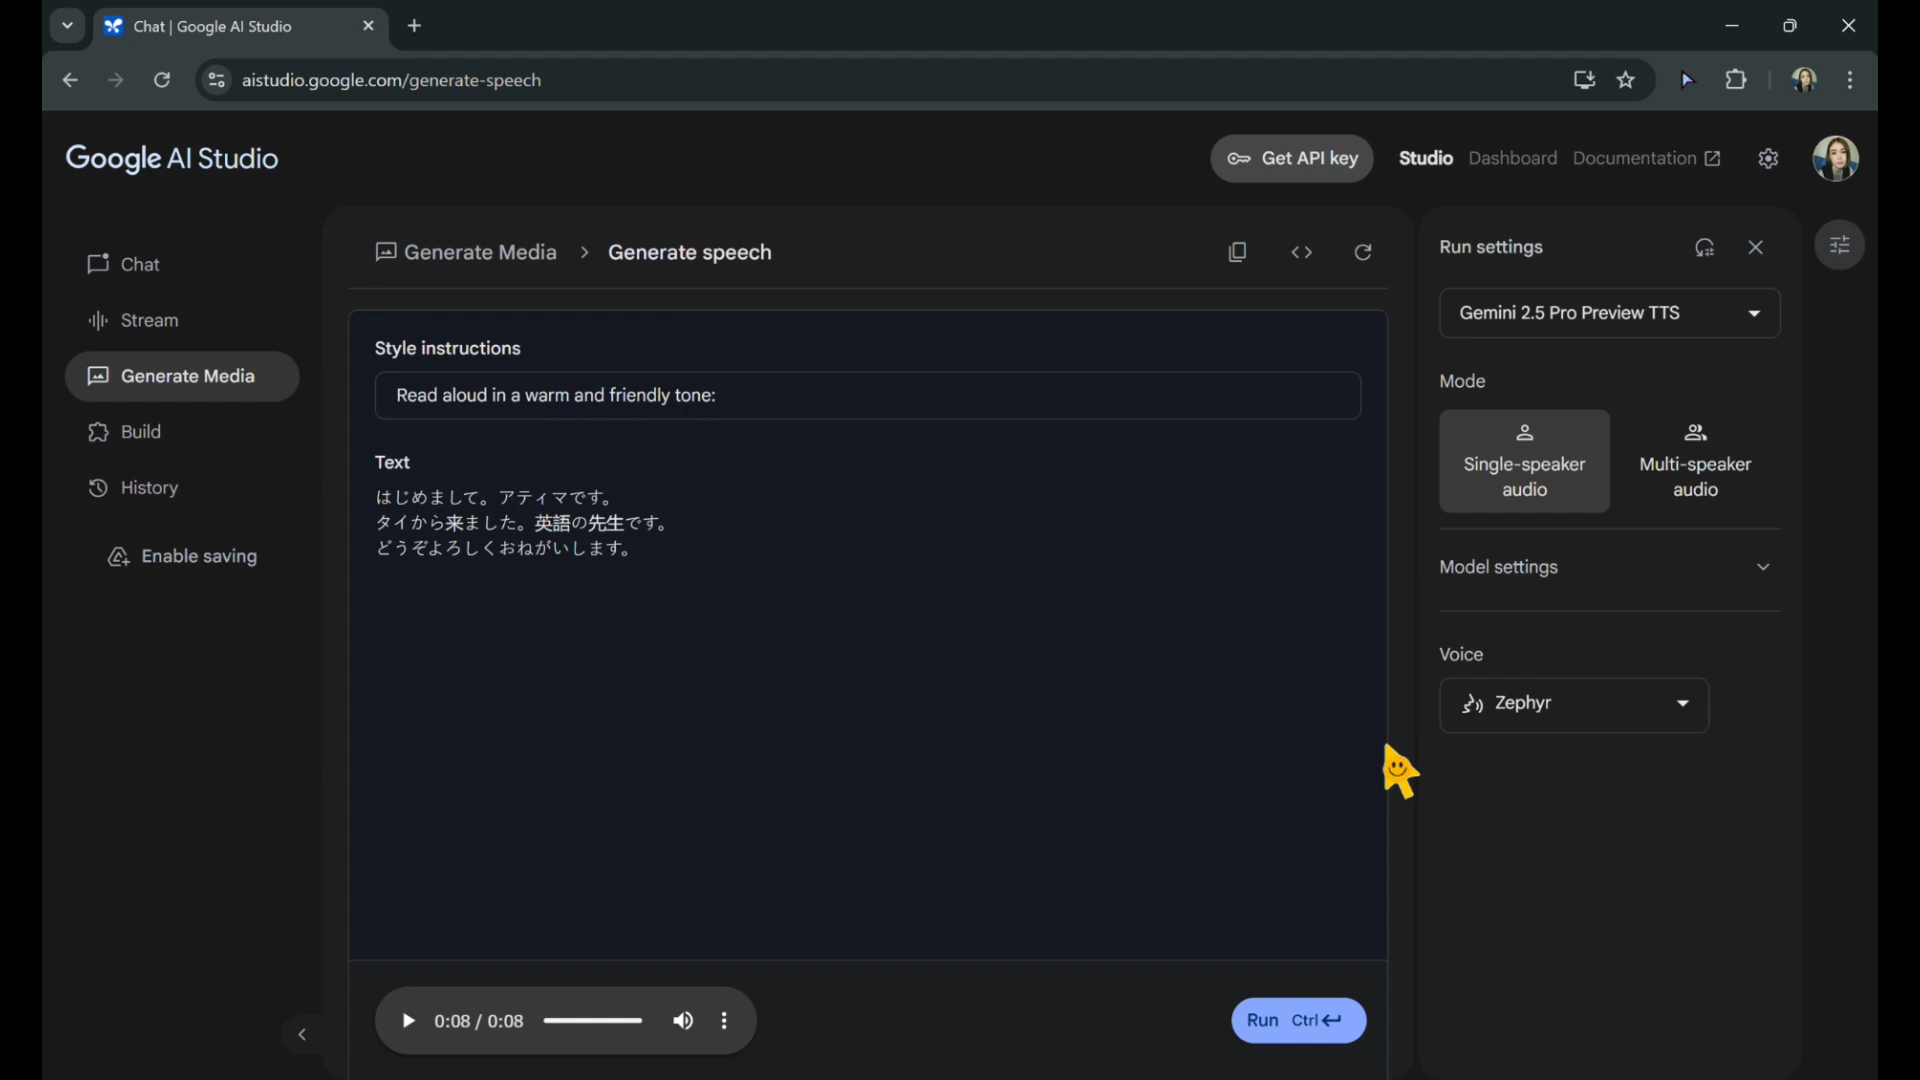 Chat | Google AI Studio
aistudio.google.com/generate-speech
Google AI Studio
Get API key
Studio
Dashboard
Documentation
Chat
Stream
Generate Media
Build
History
Enable saving
Generate Media > Generate speech
Style instructions
Read aloud in a warm and friendly tone:
Text
はじめまして。アティマです。
タイから来ました。英語の先生です。
どうぞよろしくおねがいします。
0:08 / 0:08
Run Ctrl
Run settings
Gemini 2.5 Pro Preview TTS
Mode
Single-speaker
audio
Multi-speaker
audio
Model settings
Voice
Zephyr